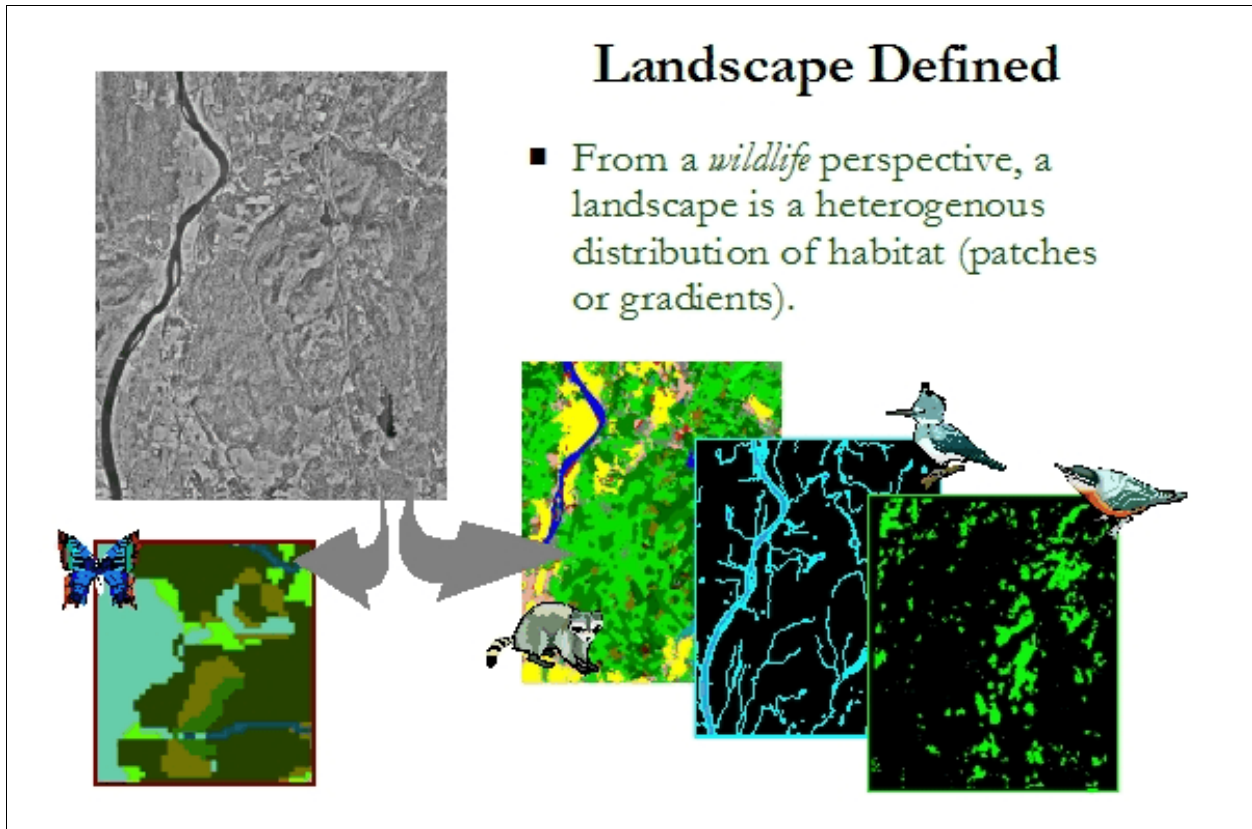 Landscape Defined
■ From a wildlife perspective, a
landscape is a heterogenous
distribution of habitat (patches
or gradients).